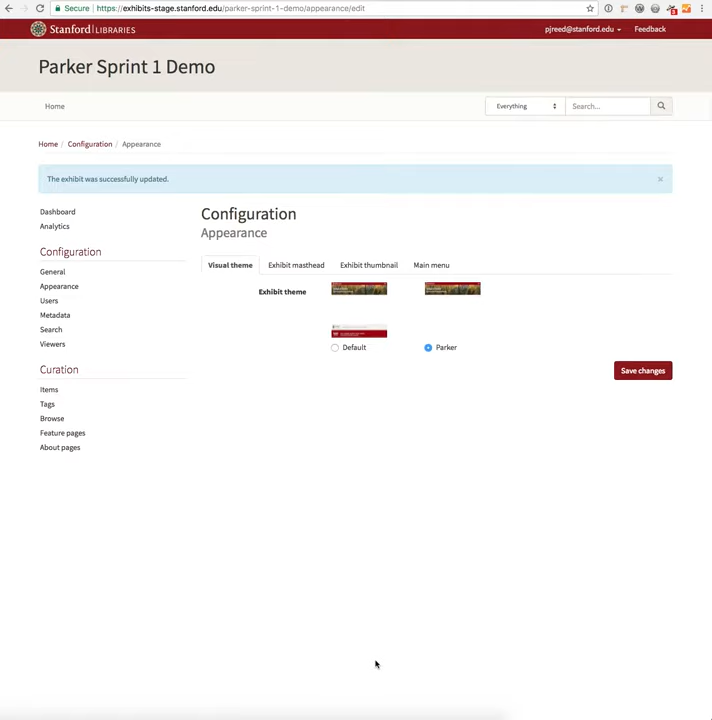 Secure
https://exhibits-stage.stanford.edu/parker-sprint-1-demo/appearance/edit
Stanford LIBRARIES
pjreed@stanford.edu
Feedback
Parker Sprint 1 Demo
Home
Everything
Search...
Home / Configuration / Appearance
The exhibit was successfully updated.
×
Dashboard
Analytics
Configuration
General
Appearance
Users
Metadata
Search
Viewers
Curation
Items
Tags
Browse
Feature pages
About pages
Configuration
Appearance
Visual theme
Exhibit masthead
Exhibit thumbnail
Main menu
Exhibit theme
Default
Parker
Save changes